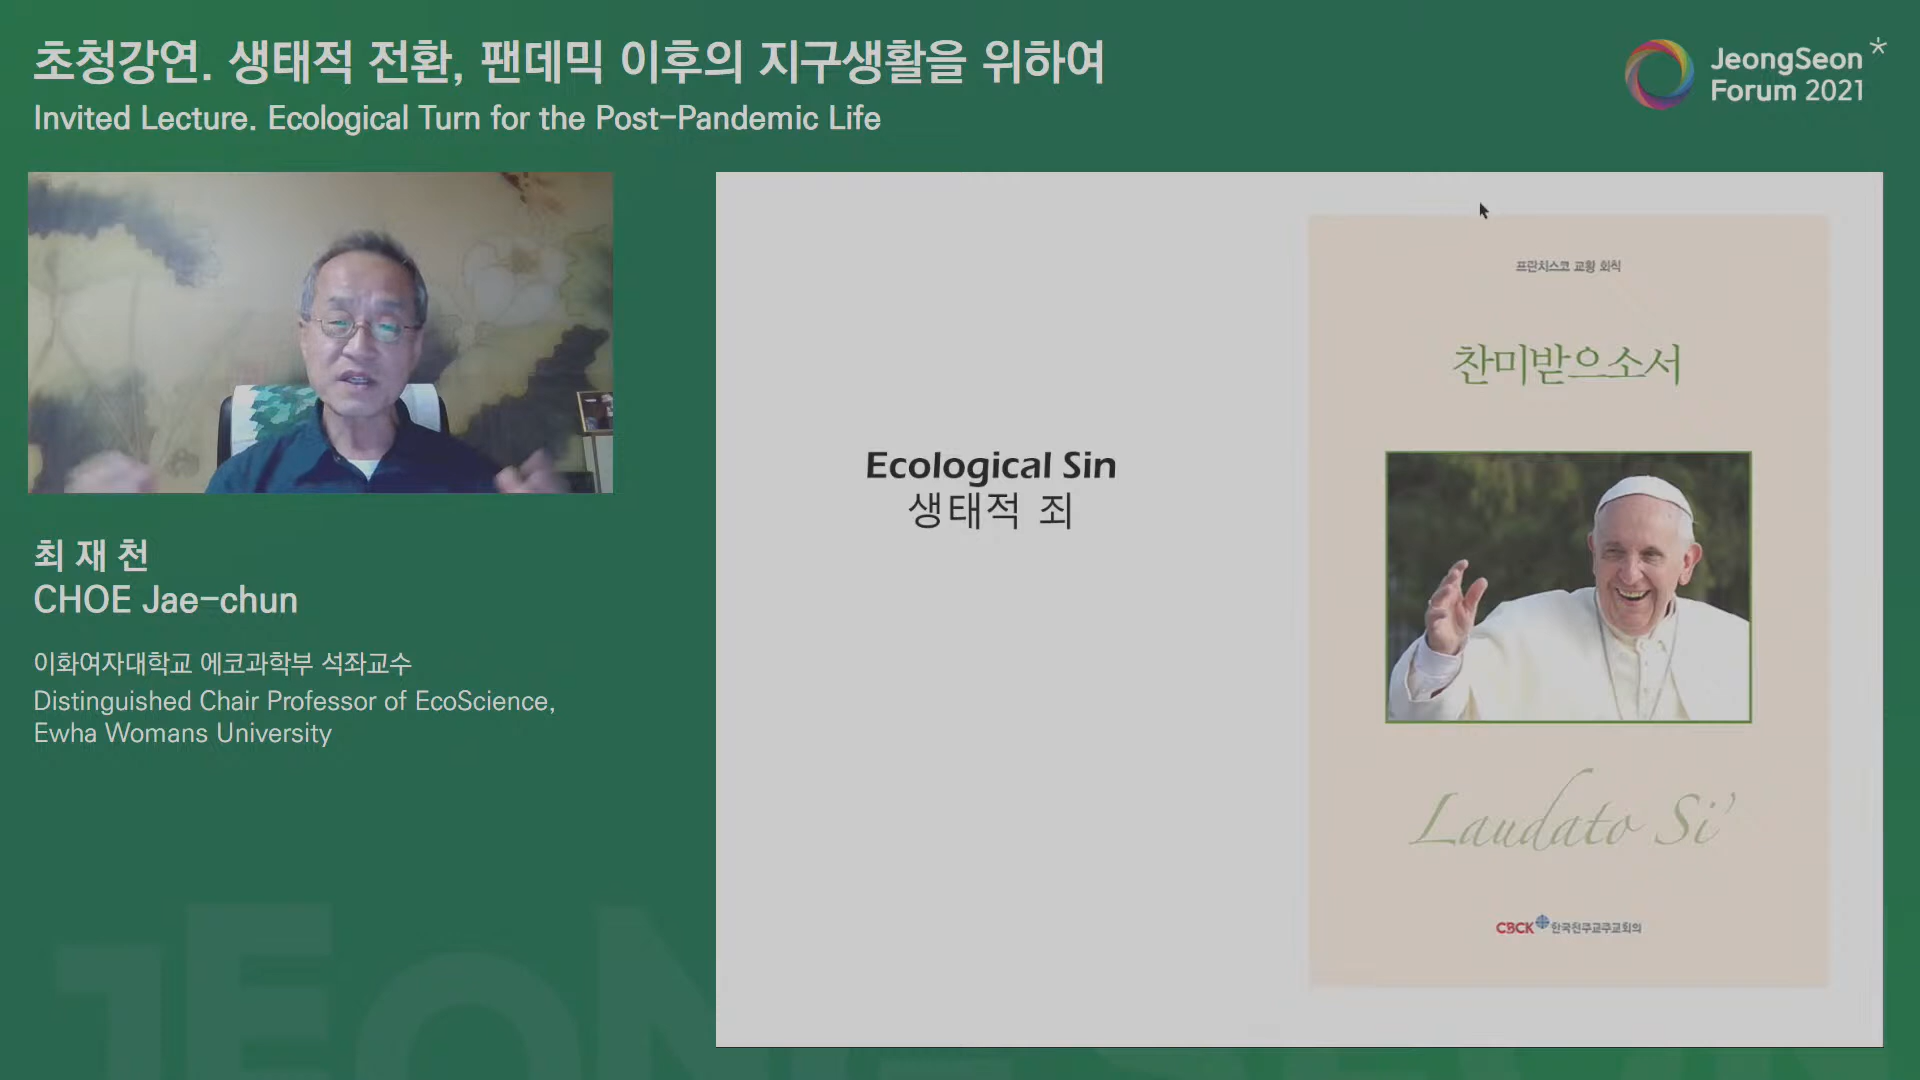 초청강연. 생태적 전환, 팬데믹 이후의 지구생활을 위하여
Invited Lecture. Ecological Turn for the Post-Pandemic Life
JeongSeon
Forum 2021
최 재 천
CHOE Jae-chun
이화여자대학교 에코과학부 석좌교수
Distinguished Chair Professor of EcoScience,
Ewha Womans University
Ecological Sin
생태적 죄
프란치스코 교황 회칙
찬미받으소서
Laudato Si’
CBCK 한국천주교주교회의